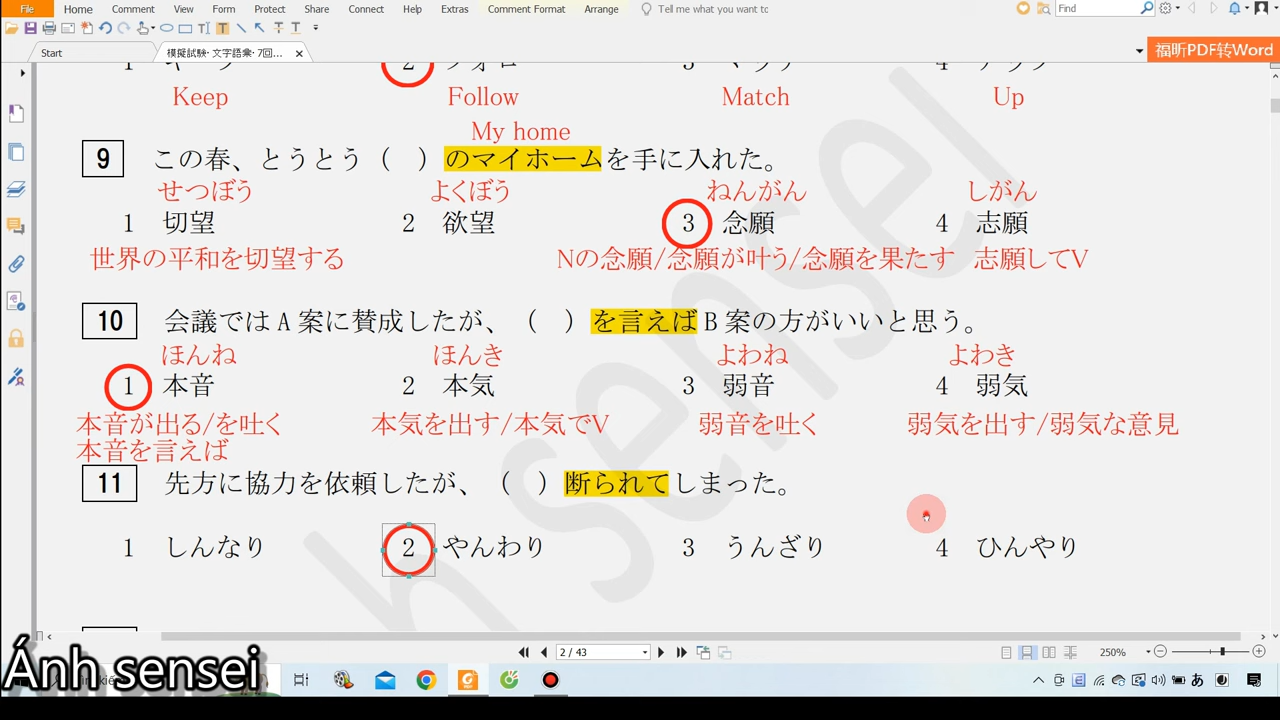 File Home Comment View Form Protect Share Connect Help Extras Comment Format Arrange Tell me what you want to Find
Start 模擬試験・文字語彙・7回... 福昕PDF转Word
Keep Follow Match Up
My home
9 この春、とうとう（ ）のマイホームを手に入れた。
せつぼう よくぼう ねんがん しがん
1 切望 2 欲望 3 念願 4 志願
世界の平和を切望する Nの念願/念願が叶う/念願を果たす 志願してV
10 会議ではA案に賛成したが、（ ）を言えばB案の方がいいと思う。
ほんね ほんき よわね よわき
1 本音 2 本気 3 弱音 4 弱気
本音が出る/を吐く 本気を出す/本気でV 弱音を吐く 弱気を出す/弱気な意見
本音を言えば
11 先方に協力を依頼したが、（ ）断られてしまった。
1 しんなり 2 やんわり 3 うんざり 4 ひんやり
h sensei
2 / 43 250%
Ánh sensei
あ